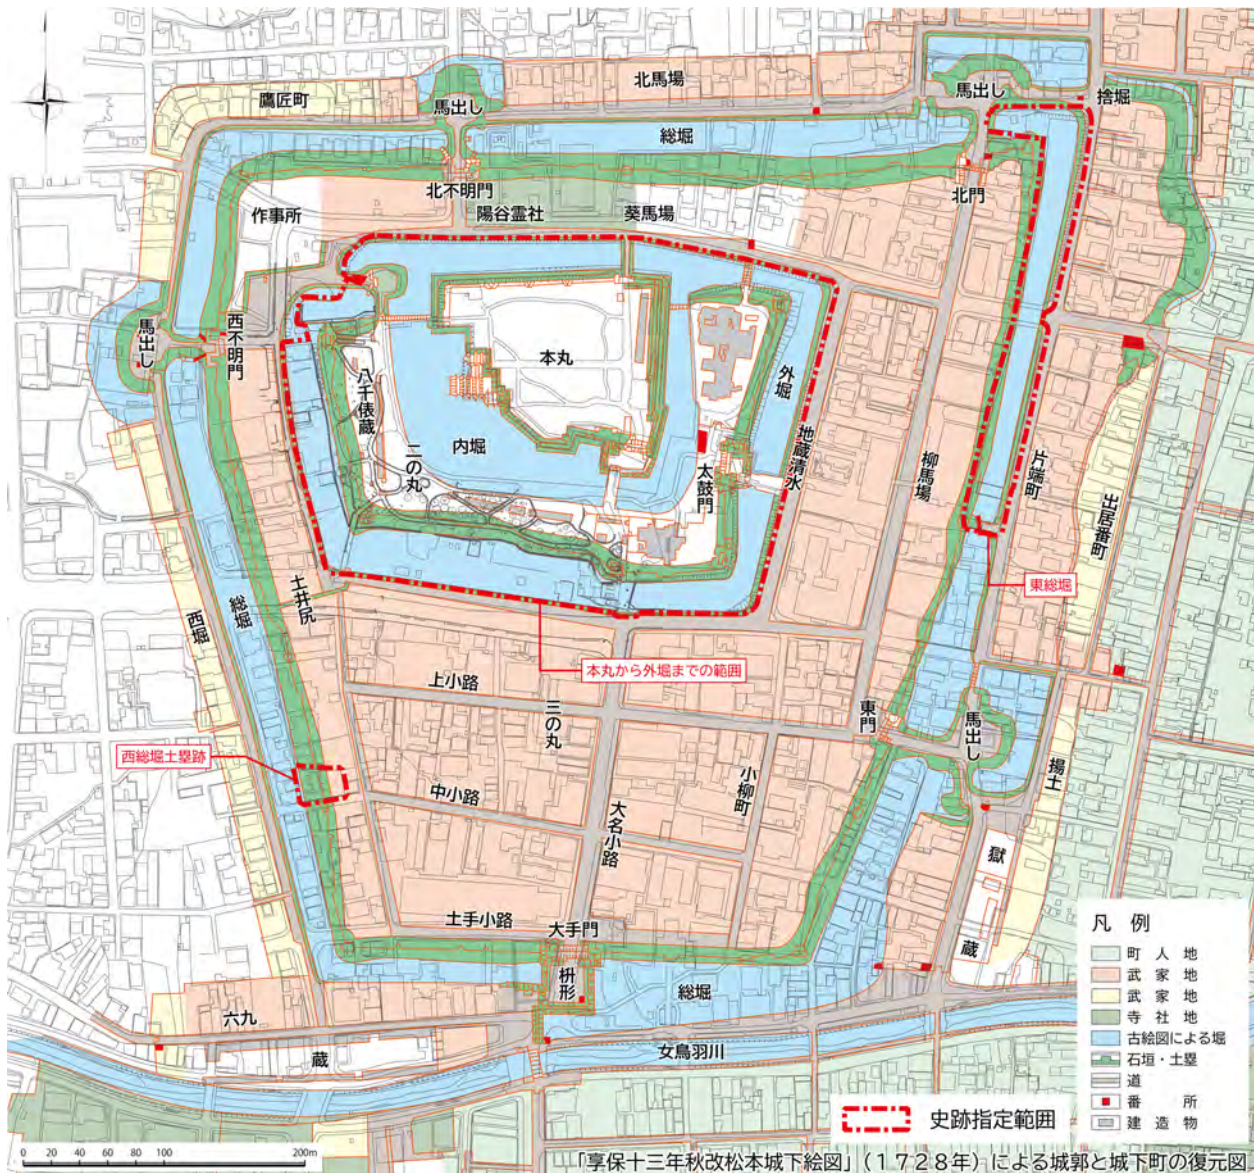 北馬場
馬出し
捨堀
鷹匠町
馬出し
総堀
北不明門
北門
作事所
陽谷霊社
葵馬場
馬出し
西不明門
本丸
外堀
八千俵蔵
内堀
二の丸
太鼓門
地蔵清水
柳馬場
片端町
出居番町
東総堀
西堀
総堀
土井尻
本丸から外堀までの範囲
上小路
三の丸
東門
馬出し
揚土
西総堀土塁跡
中小路
大名小路
小柳町
獄
土手小路
大手門
蔵
枡形
総堀
六九
蔵
女鳥羽川
凡 例
町 人 地
武 家 地
武 家 地
寺 社 地
古絵図による堀
石垣・土塁
道
番 所
建 造 物
史跡指定範囲
0 20 40 60 80 100 200m
「享保十三年秋改松本城下絵図」(1728年)による城郭と城下町の復元図